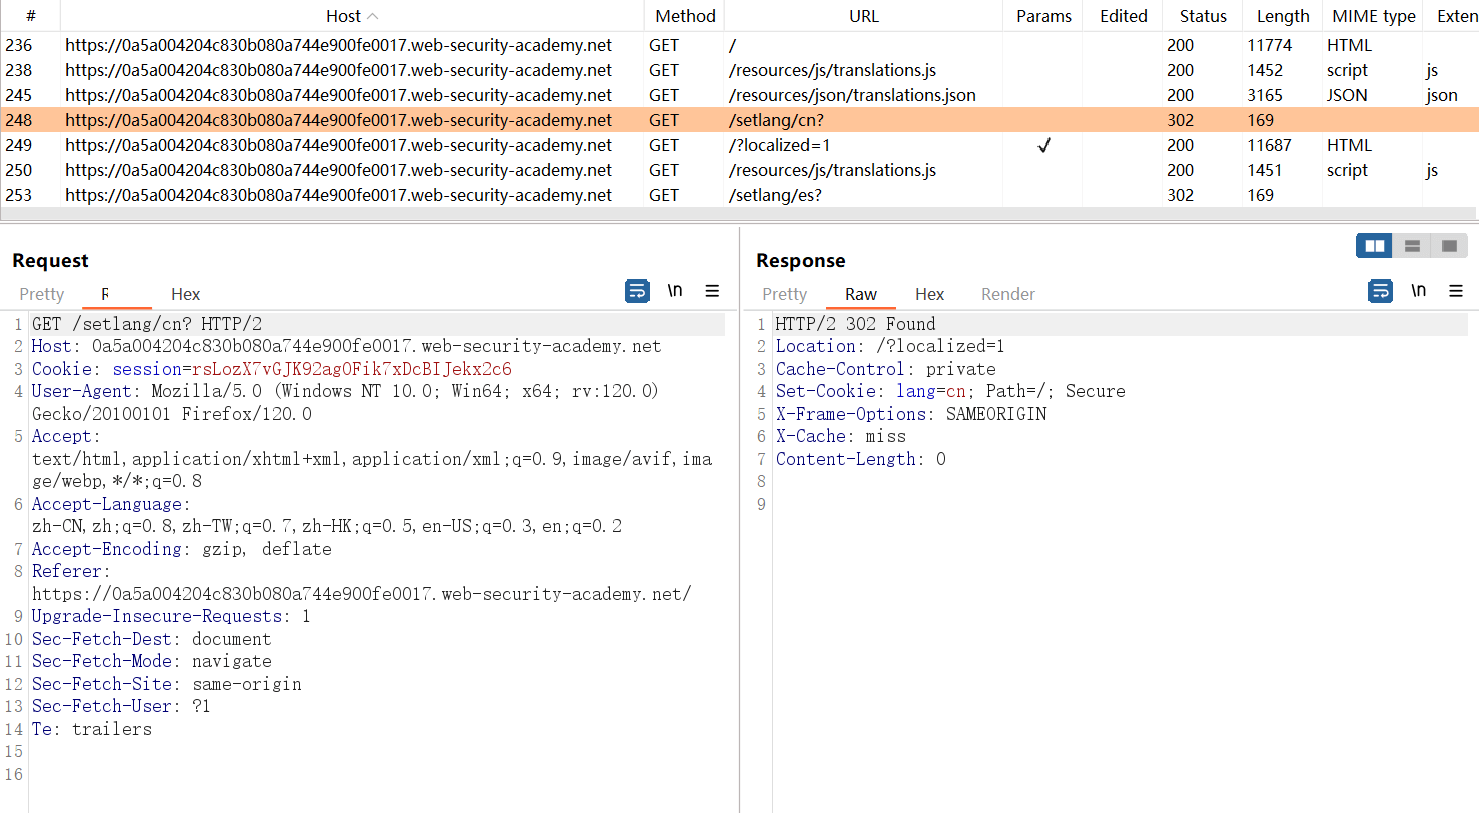 # Host Method URL Params Edited Status Length MIME type Exten
236 https://0a5a004204c830b080a744e900fe0017.web-security-academy.net GET / 200 11774 HTML
238 https://0a5a004204c830b080a744e900fe0017.web-security-academy.net GET /resources/js/translations.js 200 1452 script js
245 https://0a5a004204c830b080a744e900fe0017.web-security-academy.net GET /resources/json/translations.json 200 3165 JSON json
248 https://0a5a004204c830b080a744e900fe0017.web-security-academy.net GET /setlang/cn? 302 169
249 https://0a5a004204c830b080a744e900fe0017.web-security-academy.net GET /?localized=1 ✓ 200 11687 HTML
250 https://0a5a004204c830b080a744e900fe0017.web-security-academy.net GET /resources/js/translations.js 200 1451 script js
253 https://0a5a004204c830b080a744e900fe0017.web-security-academy.net GET /setlang/es? 302 169
Request
Pretty R Hex \n
1 GET /setlang/cn? HTTP/2
2 Host: 0a5a004204c830b080a744e900fe0017.web-security-academy.net
3 Cookie: session=rsLozX7vGJK92agOFik7xDcBIJekx2c6
4 User-Agent: Mozilla/5.0 (Windows NT 10.0; Win64; x64; rv:120.0)
Gecko/20100101 Firefox/120.0
5 Accept:
text/html,application/xhtml+xml,application/xml;q=0.9,image/avif,ima
ge/webp,*/*;q=0.8
6 Accept-Language:
zh-CN,zh;q=0.8,zh-TW;q=0.7,zh-HK;q=0.5,en-US;q=0.3,en;q=0.2
7 Accept-Encoding: gzip, deflate
8 Referer:
https://0a5a004204c830b080a744e900fe0017.web-security-academy.net/
9 Upgrade-Insecure-Requests: 1
10 Sec-Fetch-Dest: document
11 Sec-Fetch-Mode: navigate
12 Sec-Fetch-Site: same-origin
13 Sec-Fetch-User: ?1
14 Te: trailers
15
16
Response
Pretty Raw Hex Render \n
1 HTTP/2 302 Found
2 Location: /?localized=1
3 Cache-Control: private
4 Set-Cookie: lang=cn; Path=/; Secure
5 X-Frame-Options: SAMEORIGIN
6 X-Cache: miss
7 Content-Length: 0
8
9